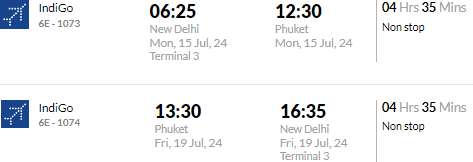 IndiGo
6E - 1073
06:25
New Delhi
Mon, 15 Jul, 24
Terminal 3
12:30
Phuket
Mon, 15 Jul, 24
04 Hrs 35 Mins
Non stop
IndiGo
6E - 1074
13:30
Phuket
Fri, 19 Jul, 24
16:35
New Delhi
Fri, 19 Jul, 24
Terminal 3
04 Hrs 35 Mins
Non stop